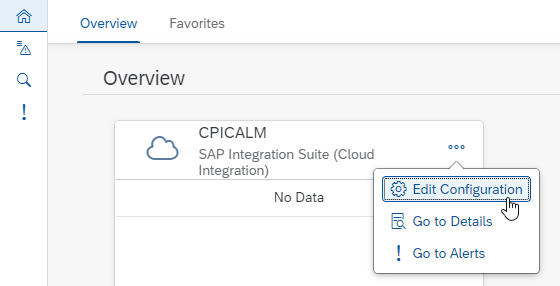 Overview Favorites
Overview
CPICALM
SAP Integration Suite (Cloud
Integration)
No Data
Edit Configuration
Go to Details
Go to Alerts